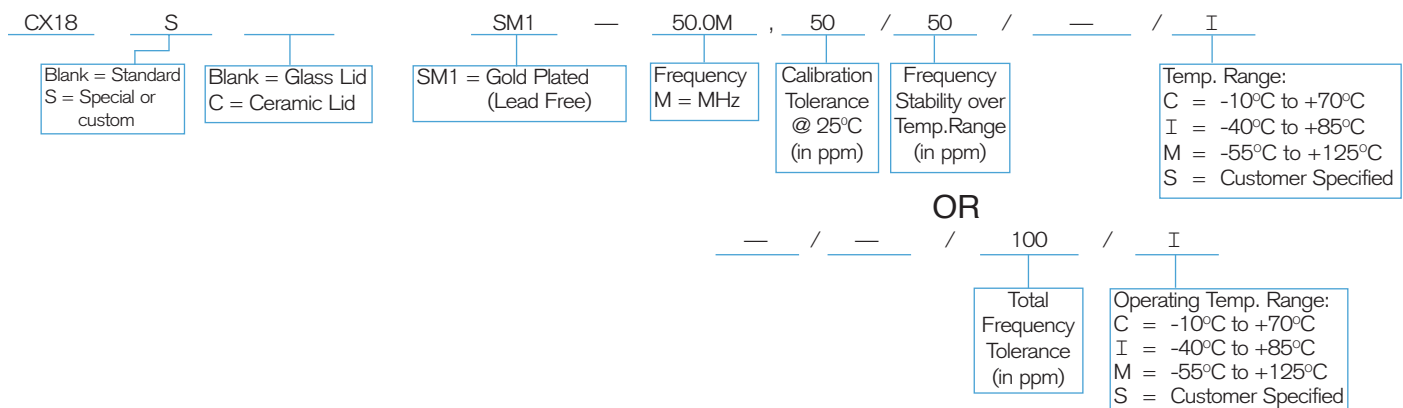 CX18 S SM1 — 50.0M , 50 / 50 / — / I
Blank = Standard
S = Special or
custom
Blank = Glass Lid
C = Ceramic Lid
SM1 = Gold Plated
(Lead Free)
Frequency
M = MHz
Calibration
Tolerance
@ 25°C
(in ppm)
Frequency
Stability over
Temp.Range
(in ppm)
Temp. Range:
C = -10°C to +70°C
I = -40°C to +85°C
M = -55°C to +125°C
S = Customer Specified
OR
— / — / 100 / I
Total
Frequency
Tolerance
(in ppm)
Operating Temp. Range:
C = -10°C to +70°C
I = -40°C to +85°C
M = -55°C to +125°C
S = Customer Specified